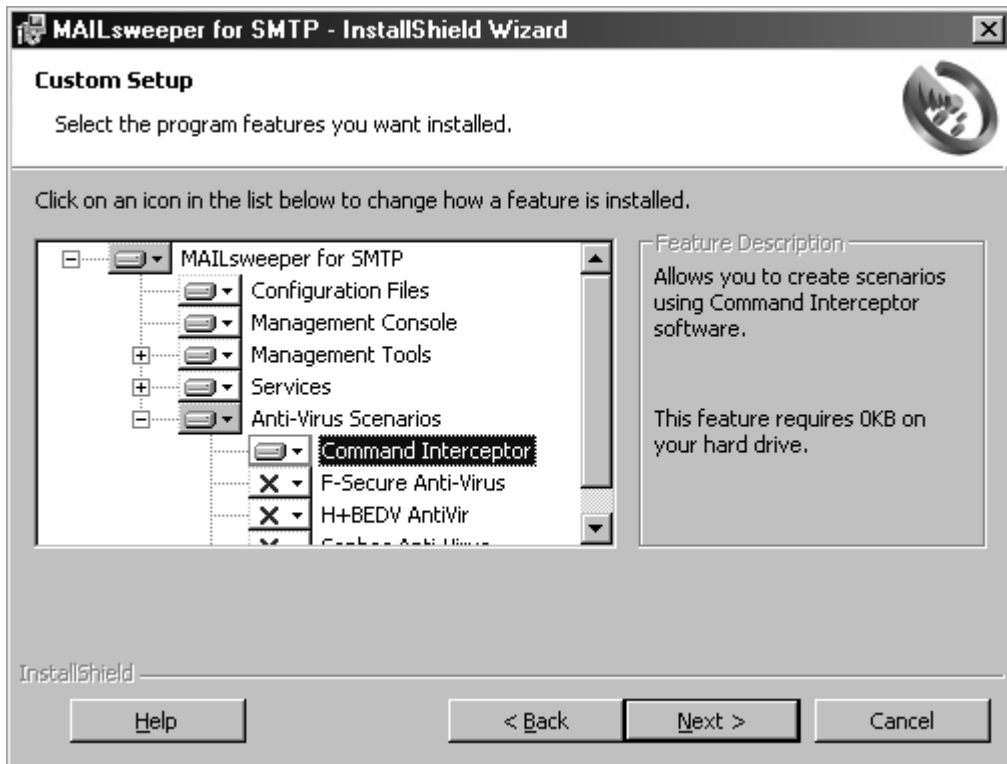 MAILsweeper for SMTP - InstallShield Wizard
Custom Setup
Select the program features you want installed.
Click on an icon in the list below to change how a feature is installed.
MAILsweeper for SMTP
Configuration Files
Management Console
Management Tools
Services
Anti-Virus Scenarios
Command Interceptor
F-Secure Anti-Virus
H+BEDV AntiVir
Sophos Anti-Virus
Feature Description
Allows you to create scenarios
using Command Interceptor
software.
This feature requires 0KB on
your hard drive.
InstallShield
Help
< Back
Next >
Cancel